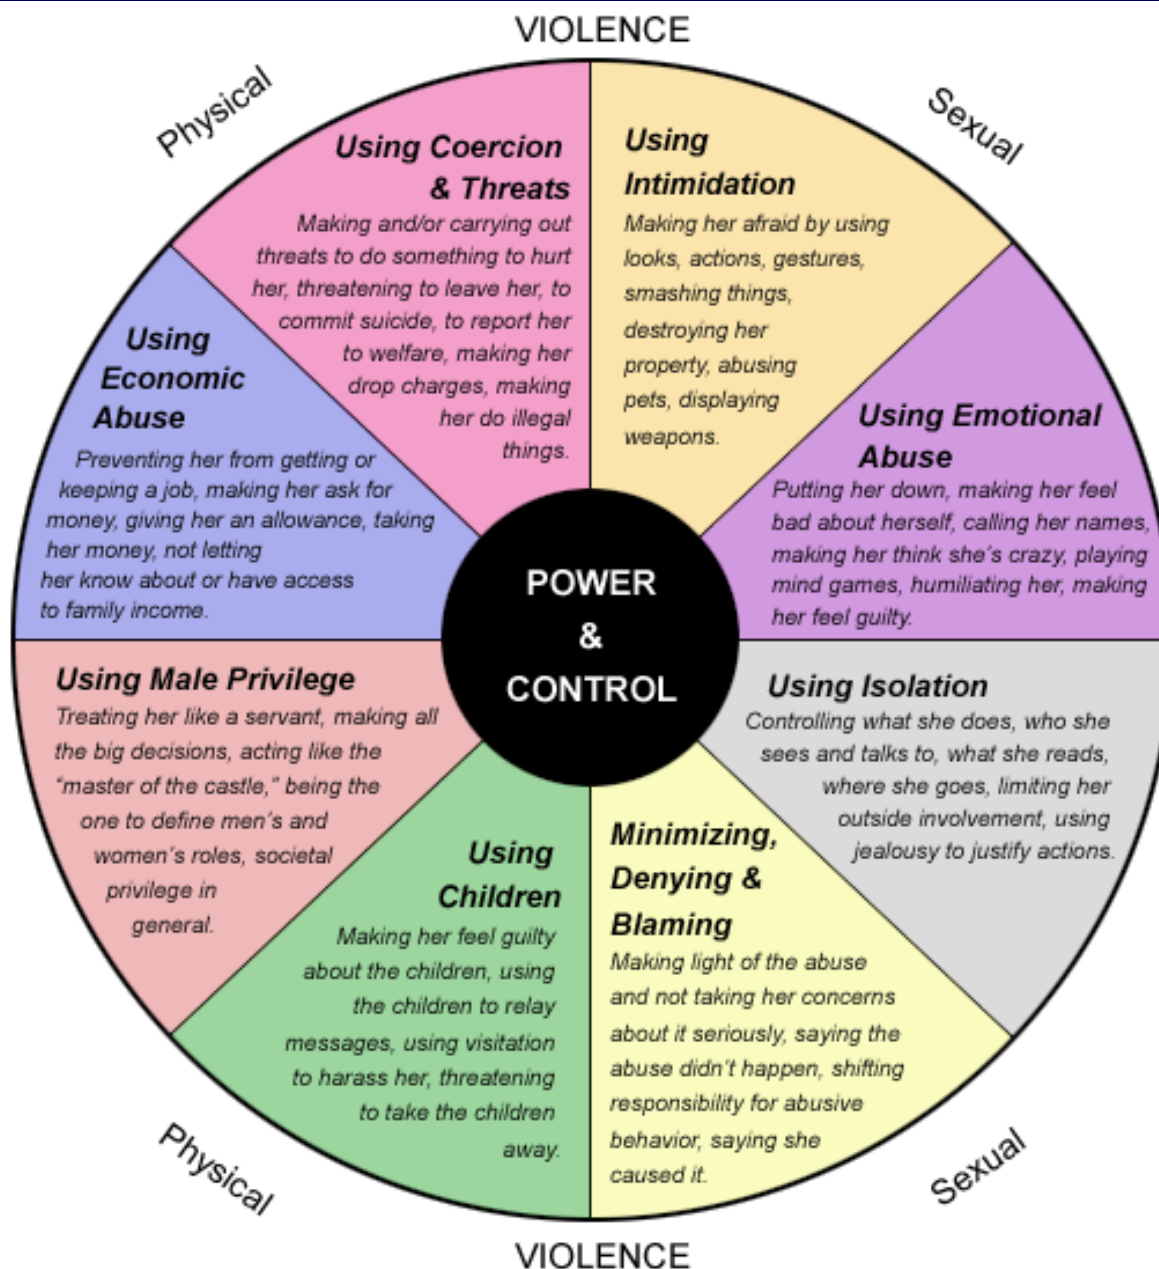 VIOLENCE
Physical
Sexual
Using Coercion
& Threats
Making and/or carrying out
threats to do something to hurt
her, threatening to leave her, to
commit suicide, to report her
to welfare, making her
drop charges, making
her do illegal
things.
Using
Intimidation
Making her afraid by using
looks, actions, gestures,
smashing things,
destroying her
property, abusing
pets, displaying
weapons.
Using Emotional
Abuse
Putting her down, making her feel
bad about herself, calling her names,
making her think she's crazy, playing
mind games, humiliating her, making
her feel guilty.
Using Isolation
Controlling what she does, who she
sees and talks to, what she reads,
where she goes, limiting her
outside involvement, using
jealousy to justify actions.
Minimizing,
Denying &
Blaming
Making light of the abuse
and not taking her concerns
about it seriously, saying the
abuse didn't happen, shifting
responsibility for abusive
behavior, saying she
caused it.
Using
Children
Making her feel guilty
about the children, using
the children to relay
messages, using visitation
to harass her, threatening
to take the children
away.
Using Male Privilege
Treating her like a servant, making all
the big decisions, acting like the
"master of the castle," being the
one to define men's and
women's roles, societal
privilege in
general.
Using
Economic
Abuse
Preventing her from getting or
keeping a job, making her ask for
money, giving her an allowance, taking
her money, not letting
her know about or have access
to family income.
POWER
&
CONTROL
Physical
Sexual
VIOLENCE